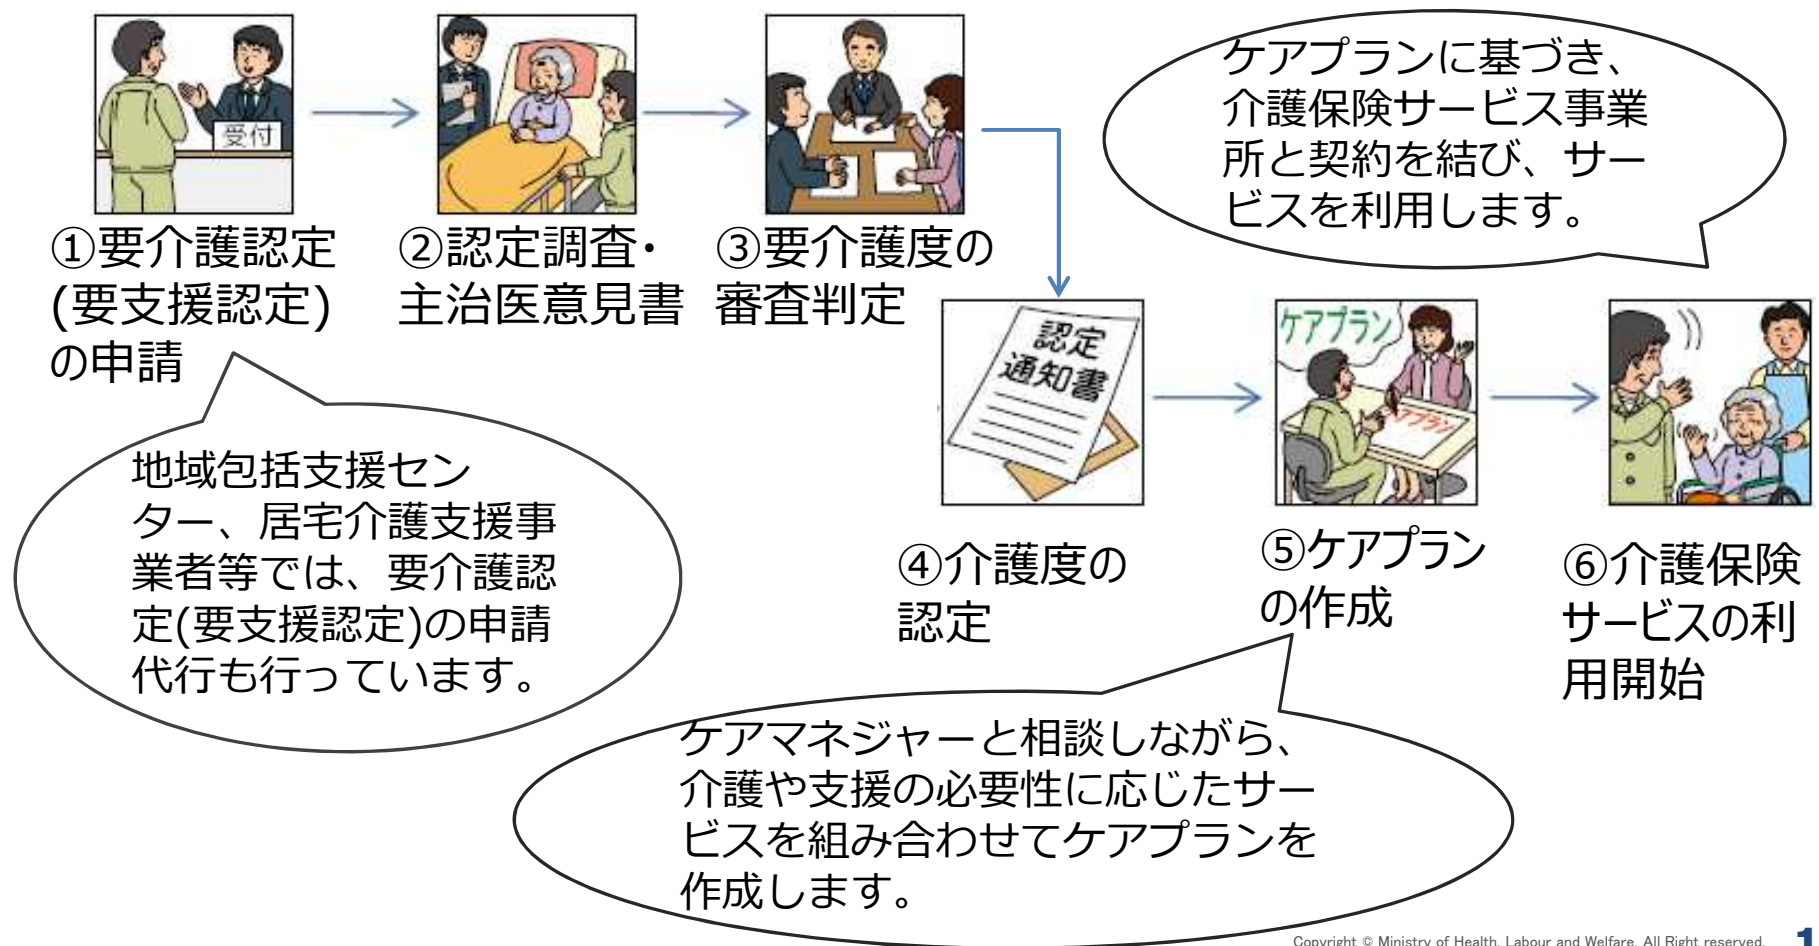 受付
①要介護認定
(要支援認定)
の申請
②認定調査・
主治医意見書
③要介護度の
審査判定
ケアプランに基づき、
介護保険サービス事業
所と契約を結び、サー
ビスを利用します。
地域包括支援セン
ター、居宅介護支援事
業者等では、要介護認
定(要支援認定)の申請
代行も行っています。
認定
通知書
④介護度の
認定
ケアプラン
ケアプラン
⑤ケアプラン
の作成
⑥介護保険
サービスの利
用開始
ケアマネジャーと相談しながら、
介護や支援の必要性に応じたサー
ビスを組み合わせてケアプランを
作成します。
Copyright © Ministry of Health, Labour and Welfare. All Right reserved.